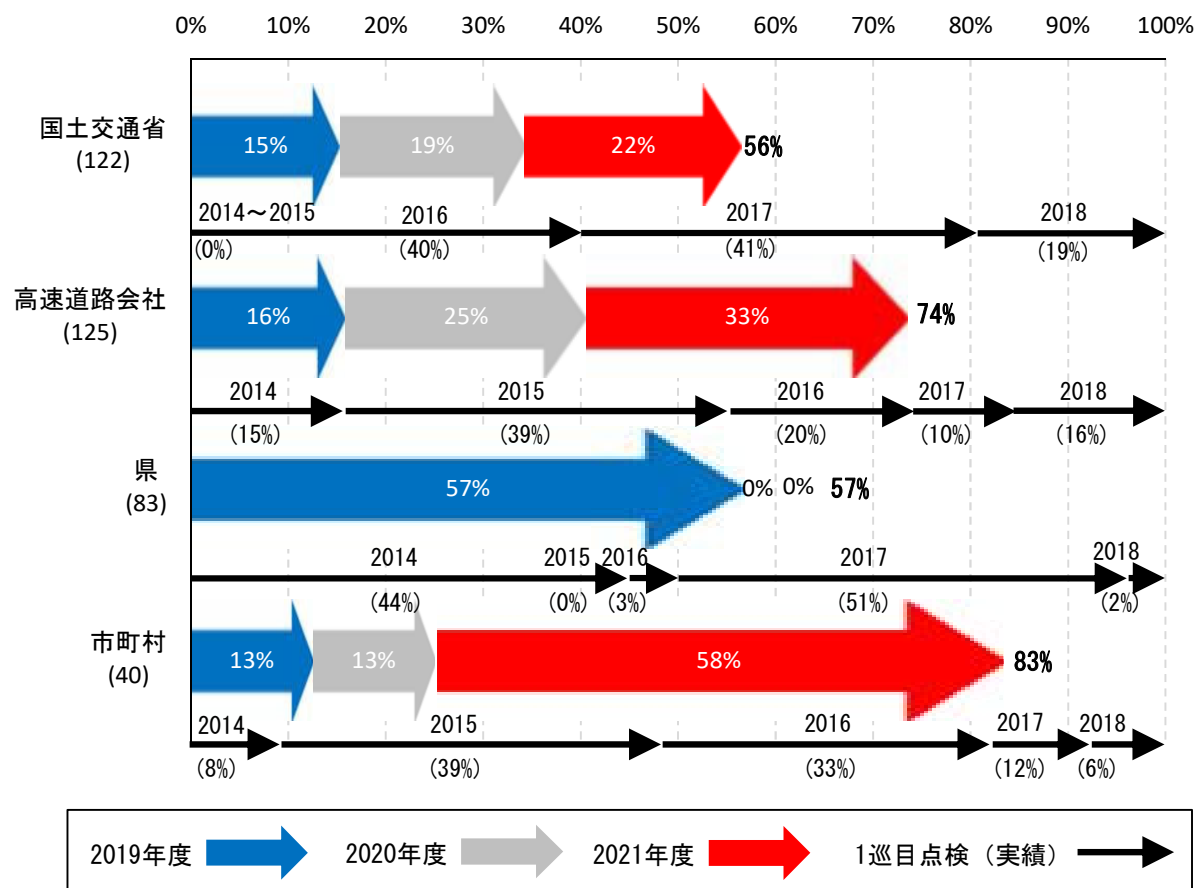 0% 10% 20% 30% 40% 50% 60% 70% 80% 90% 100%
国土交通省
(122)
15% 19% 22% 56%
2014～2015 2016 2017 2018
(0%) (40%) (41%) (19%)
高速道路会社
(125)
16% 25% 33% 74%
2014 2015 2016 2017 2018
(15%) (39%) (20%) (10%) (16%)
県
(83)
57% 0% 0% 57%
2014 2015 2016 2017 2018
(44%) (0%) (3%) (51%) (2%)
市町村
(40)
13% 13% 58% 83%
2014 2015 2016 2017 2018
(8%) (39%) (33%) (12%) (6%)
2019年度 2020年度 2021年度 1巡目点検（実績）